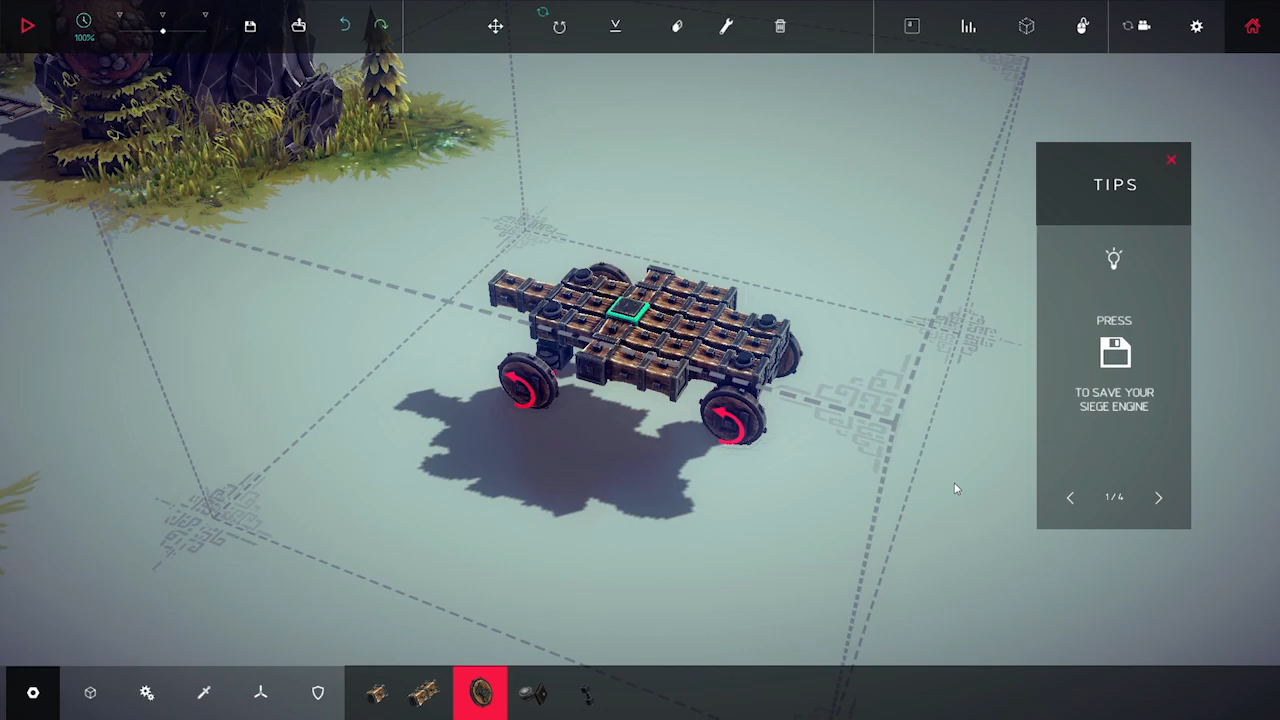 100%
TIPS
PRESS
TO SAVE YOUR
SIEGE ENGINE
1/4